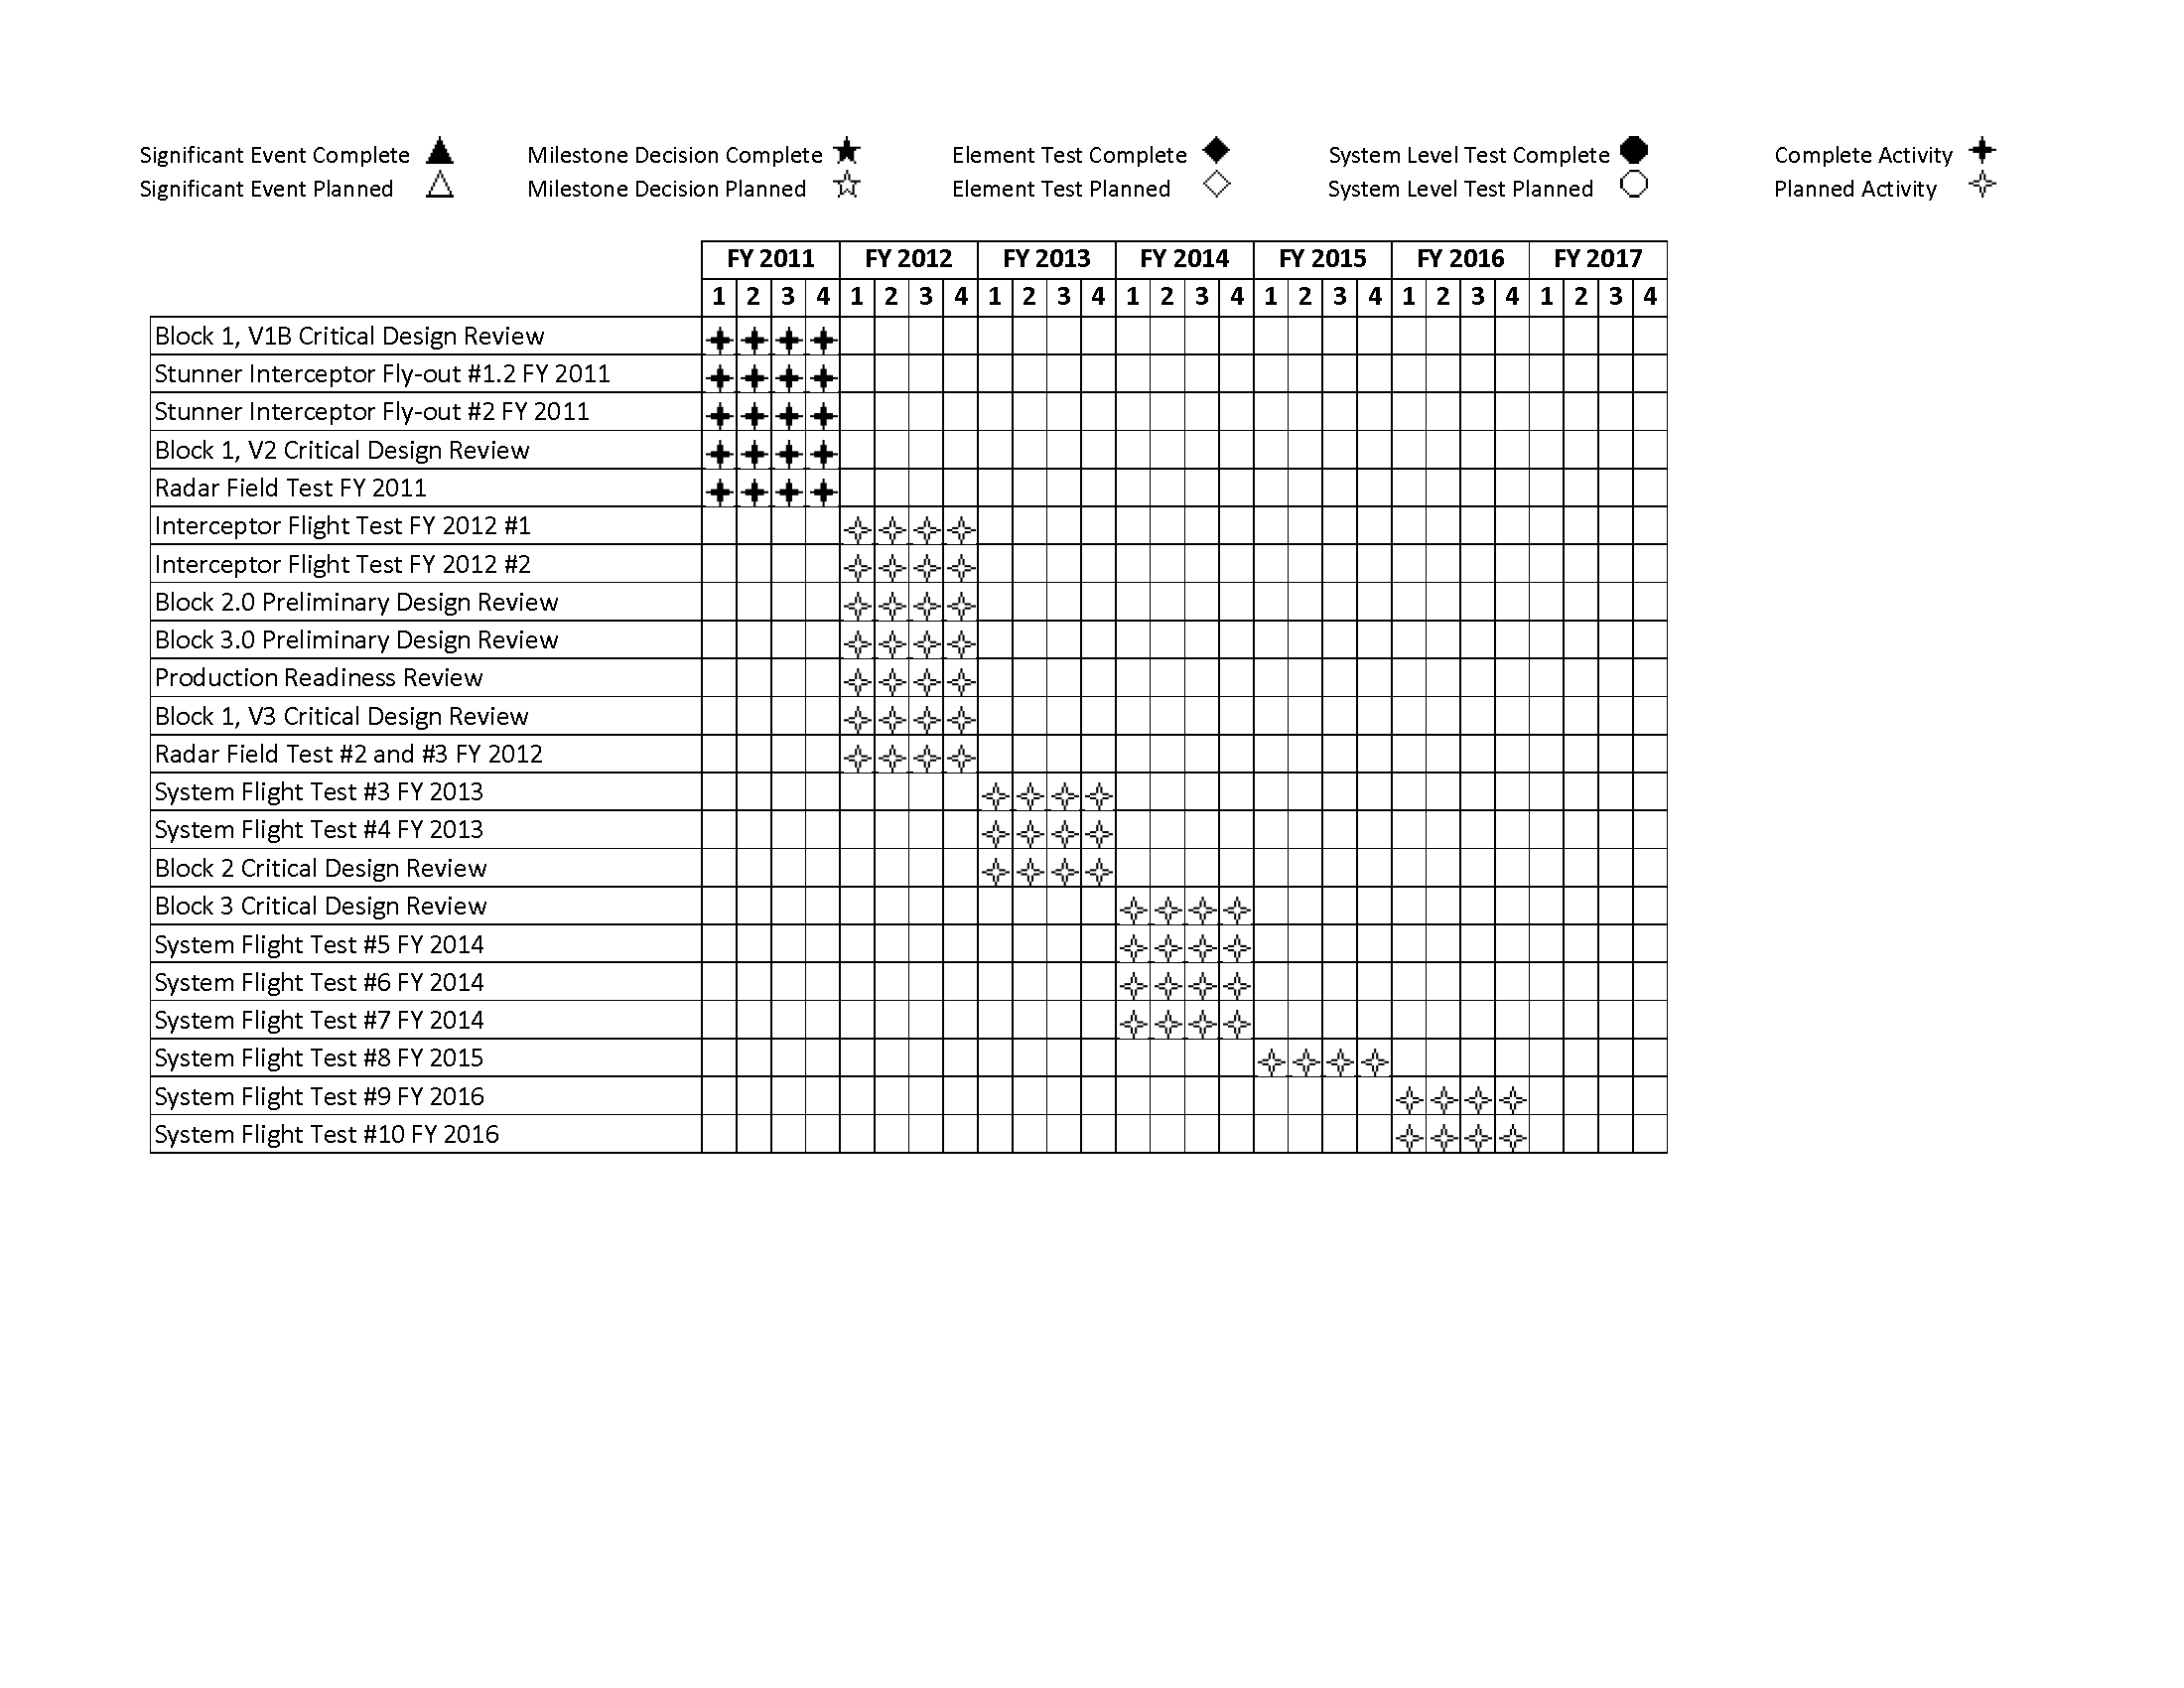 Significant Event Complete Milestone Decision Complete Element Test Complete System Level Test Complete Complete Activity
Significant Event Planned Milestone Decision Planned Element Test Planned System Level Test Planned Planned Activity
FY 2011 FY 2012 FY 2013 FY 2014 FY 2015 FY 2016 FY 2017
1 2 3 4 1 2 3 4 1 2 3 4 1 2 3 4 1 2 3 4 1 2 3 4 1 2 3 4
Block 1, V1B Critical Design Review
Stunner Interceptor Fly-out #1.2 FY 2011
Stunner Interceptor Fly-out #2 FY 2011
Block 1, V2 Critical Design Review
Radar Field Test FY 2011
Interceptor Flight Test FY 2012 #1
Interceptor Flight Test FY 2012 #2
Block 2.0 Preliminary Design Review
Block 3.0 Preliminary Design Review
Production Readiness Review
Block 1, V3 Critical Design Review
Radar Field Test #2 and #3 FY 2012
System Flight Test #3 FY 2013
System Flight Test #4 FY 2013
Block 2 Critical Design Review
Block 3 Critical Design Review
System Flight Test #5 FY 2014
System Flight Test #6 FY 2014
System Flight Test #7 FY 2014
System Flight Test #8 FY 2015
System Flight Test #9 FY 2016
System Flight Test #10 FY 2016